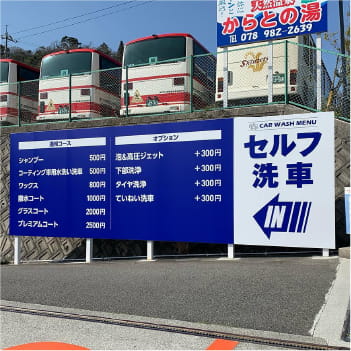 天然温泉
からとの湯
TEL 078-982-2639
CAR WASH MENU
セルフ
洗車
IN
洗車コース
シャンプー 500円
コーティング車用水洗い洗車 500円
ワックス 800円
撥水コート 1000円
グラスコート 2000円
プレミアムコート 2500円
オプション
泡&高圧ジェット +300円
下部洗浄 +300円
タイヤ洗浄 +300円
ていねい洗車 +300円